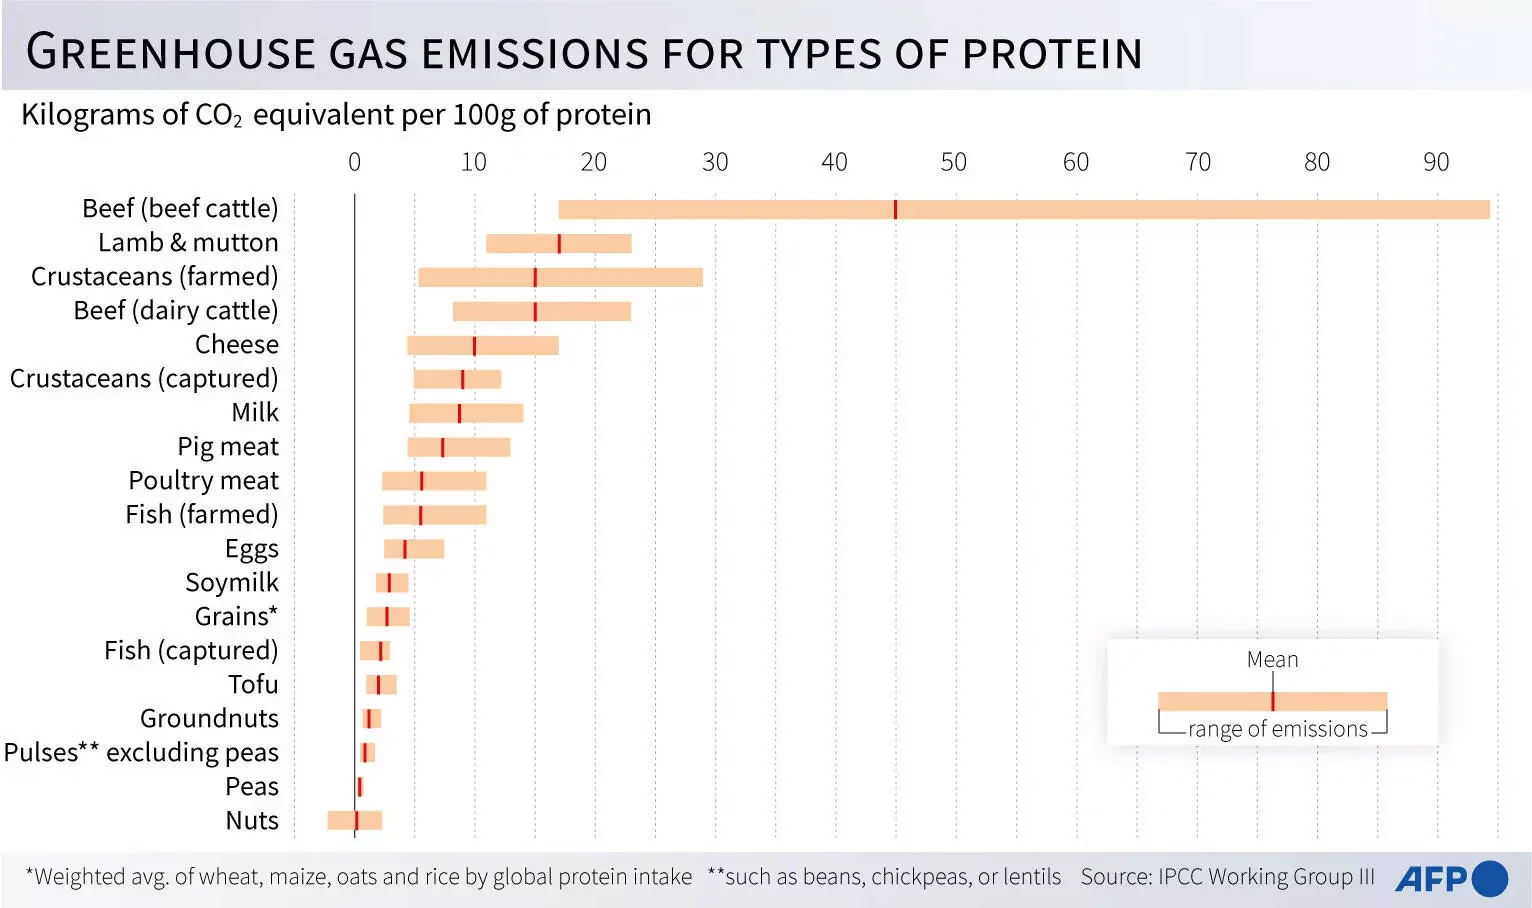 GREENHOUSE GAS EMISSIONS FOR TYPES OF PROTEIN
Kilograms of CO₂ equivalent per 100g of protein
0 10 20 30 40 50 60 70 80 90
Beef (beef cattle)
Lamb & mutton
Crustaceans (farmed)
Beef (dairy cattle)
Cheese
Crustaceans (captured)
Milk
Pig meat
Poultry meat
Fish (farmed)
Eggs
Soymilk
Grains*
Fish (captured)
Tofu
Groundnuts
Pulses** excluding peas
Peas
Nuts
Mean
range of emissions
*Weighted avg. of wheat, maize, oats and rice by global protein intake **such as beans, chickpeas, or lentils Source: IPCC Working Group III AFP